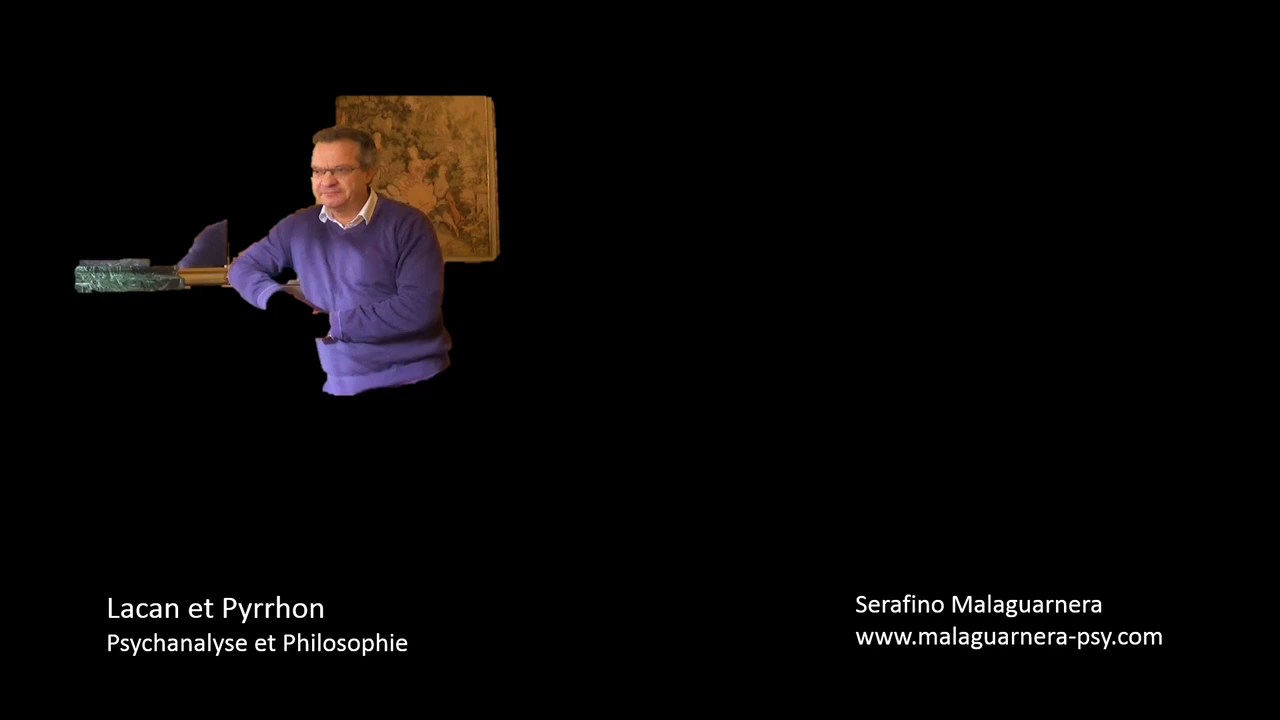 Lacan et Pyrrhon
Psychanalyse et Philosophie
Serafino Malaguarnera
www.malaguarnera-psy.com